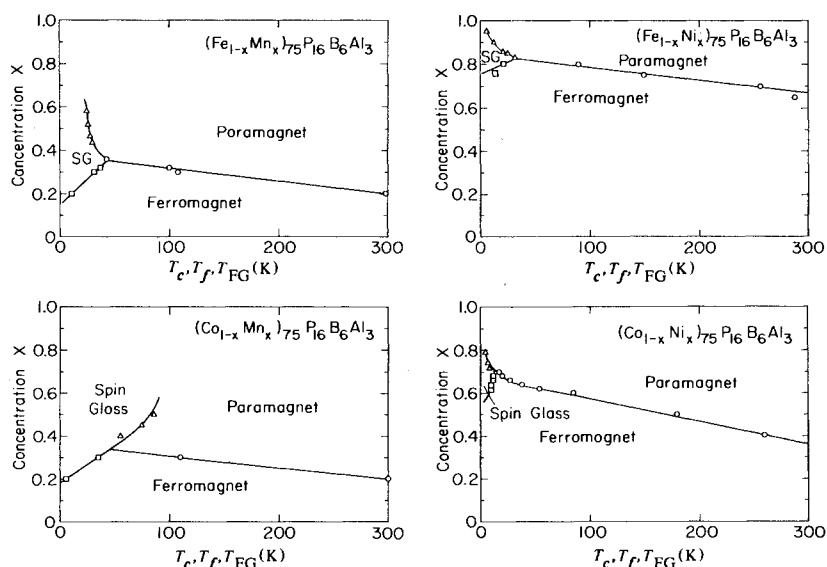 (Fe1-xMnx)75P16B6Al3
Concentration X
1.0
0.8
0.6
0.4
0.2
0
Paramagnet
SG
Ferromagnet
0 100 200 300
Tc,Tf,TFG(K)
(Fe1-xNix)75P16B6Al3
Concentration X
1.0
0.8
0.6
0.4
0.2
0
SG
Paramagnet
Ferromagnet
0 100 200 300
Tc,Tf,TFG(K)
(Co1-xMnx)75P16B6Al3
Concentration X
1.0
0.8
0.6
0.4
0.2
0
Spin
Glass
Paramagnet
Ferromagnet
0 100 200 300
Tc,Tf,TFG(K)
(Co1-xNix)75P16B6Al3
Concentration X
1.0
0.8
0.6
0.4
0.2
0
Paramagnet
Spin Glass
Ferromagnet
0 100 200 300
Tc,Tf,TFG(K)